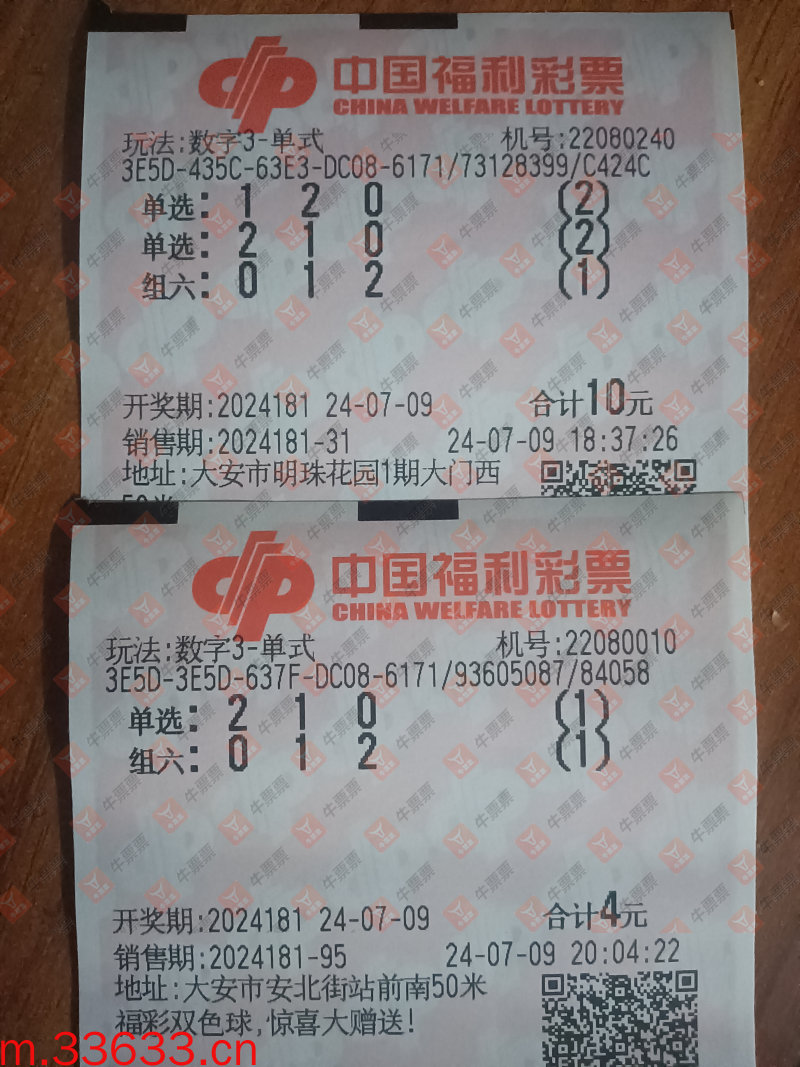 中国福利彩票
CHINA WELFARE LOTTERY
玩法:数字3-单式 机号:22080240
3E5D-435C-63E3-DC08-6171/73128399/C424C
单选: 1 2 0 (2)
单选: 2 1 0 (2)
组六: 0 1 2 (1)
开奖期:2024181 24-07-09 合计10元
销售期:2024181-31 24-07-09 18:37:26
地址:大安市明珠花园1期大门西
中国福利彩票
CHINA WELFARE LOTTERY
玩法:数字3-单式 机号:22080010
3E5D-3E5D-637F-DC08-6171/93605087/84058
单选: 2 1 0 (1)
组六: 0 1 2 (1)
开奖期:2024181 24-07-09 合计4元
销售期:2024181-95 24-07-09 20:04:22
地址:大安市安北街站前南50米
福彩双色球,惊喜大赠送!
m.33633.cn
牛票票